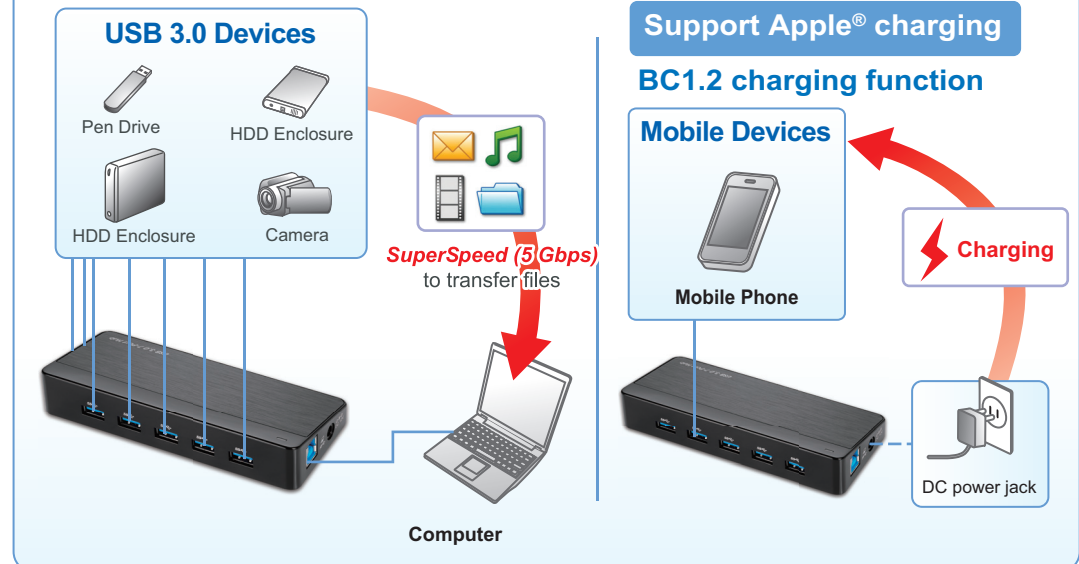 USB 3.0 Devices
Pen Drive
HDD Enclosure
HDD Enclosure
Camera
SuperSpeed (5 Gbps)
to transfer files
Computer
Support Apple® charging
BC1.2 charging function
Mobile Devices
Mobile Phone
Charging
DC power jack